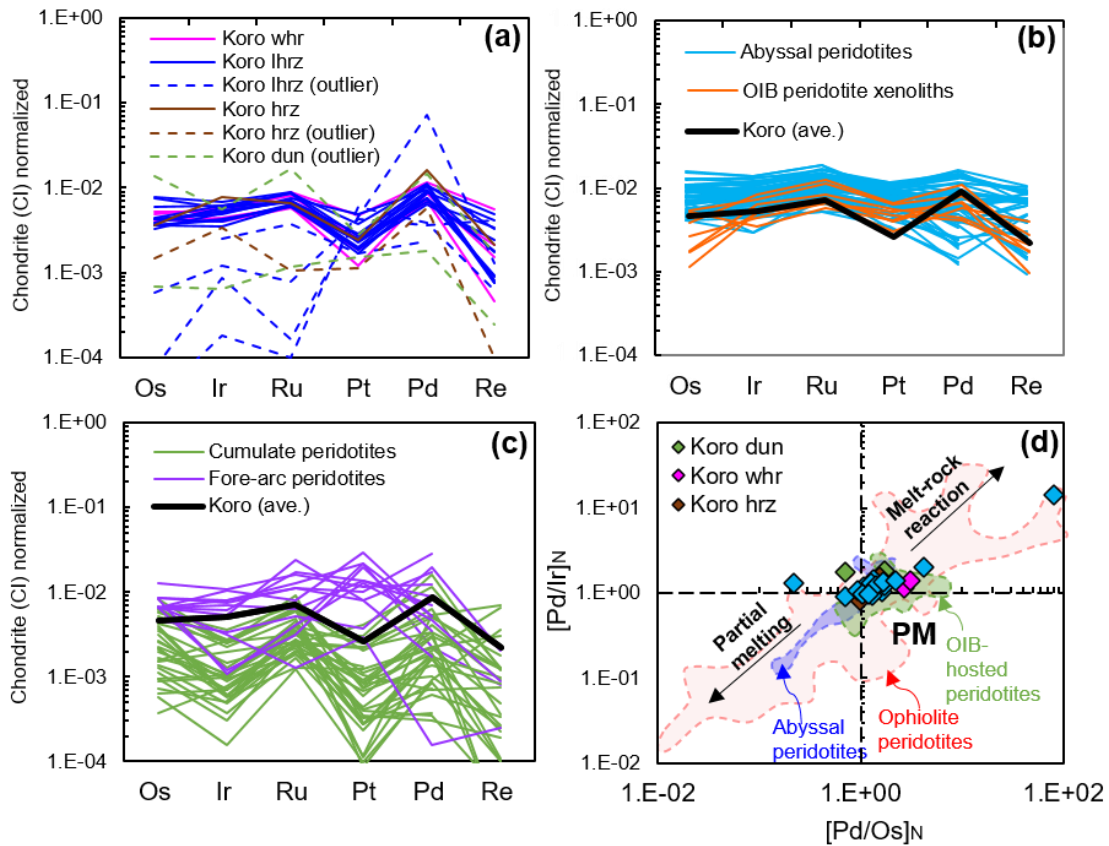 (a)
Chondrite (CI) normalized
1.E+00
1.E-01
1.E-02
1.E-03
1.E-04
Koro whr
Koro lhrz
Koro lhrz (outlier)
Koro hrz
Koro hrz (outlier)
Koro dun (outlier)
Os Ir Ru Pt Pd Re
(b)
Chondrite (CI) normalized
1.E+00
1.E-01
1.E-02
1.E-03
1.E-04
Abyssal peridotites
OIB peridotite xenoliths
Koro (ave.)
Os Ir Ru Pt Pd Re
(c)
Chondrite (CI) normalized
1.E+00
1.E-01
1.E-02
1.E-03
1.E-04
Cumulate peridotites
Fore-arc peridotites
Koro (ave.)
Os Ir Ru Pt Pd Re
(d)
[Pd/Ir]N
1.E+02
1.E+01
1.E+00
1.E-01
1.E-02
Koro dun
Koro whr
Koro hrz
Melt-rock
reaction
Partial
melting
PM
OIB-
hosted
peridotites
Abyssal
peridotites
Ophiolite
peridotites
1.E-02 1.E+00 1.E+02
[Pd/Os]N